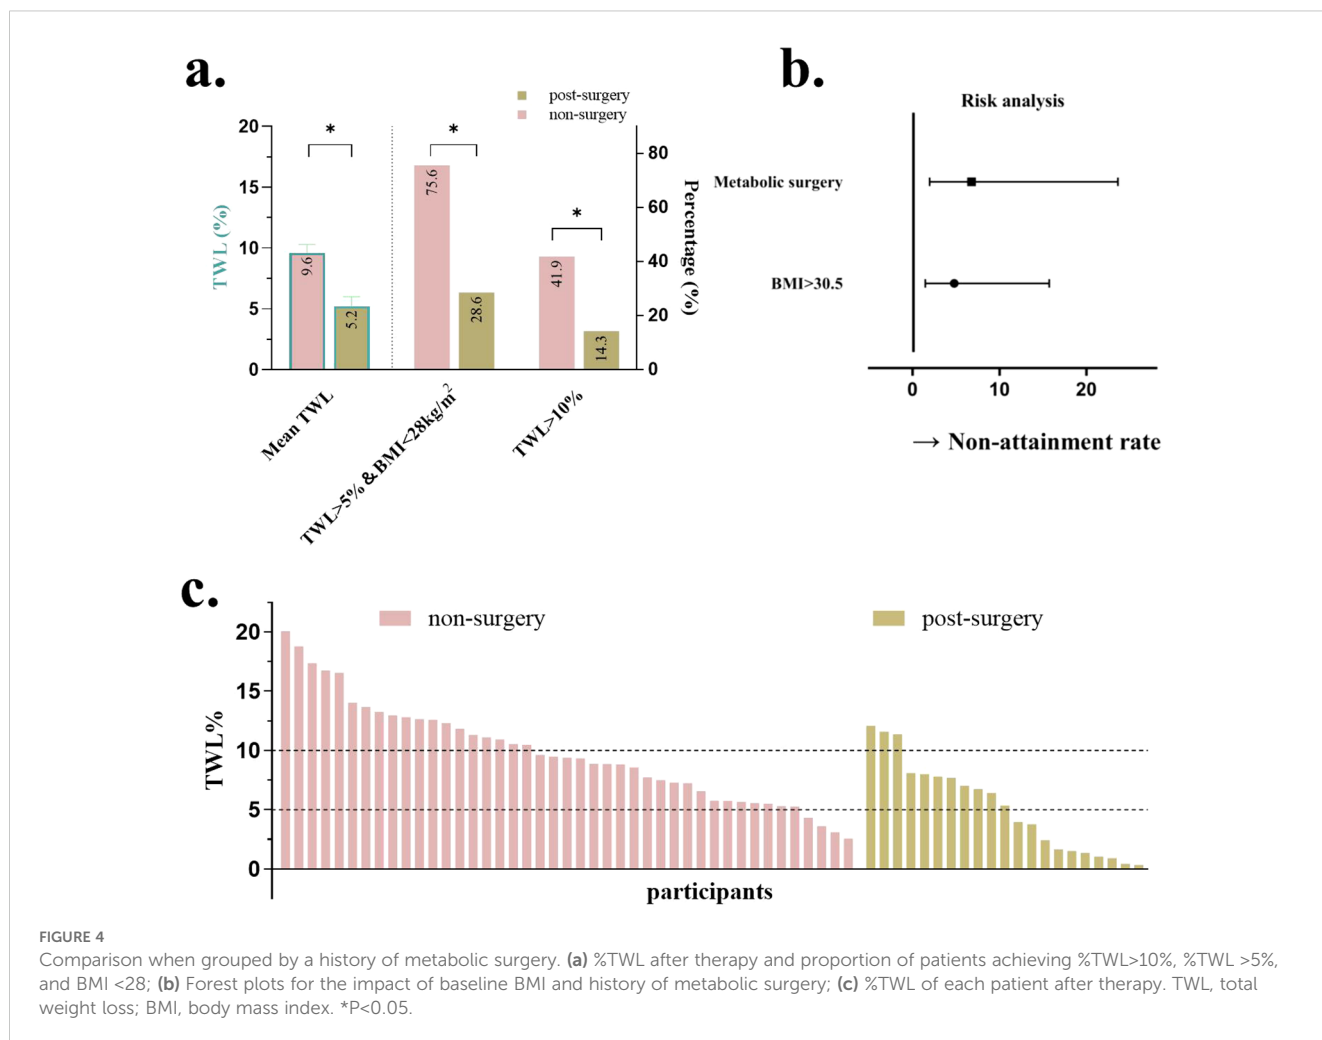 a.
post-surgery
non-surgery
*
*
*
20
15
10
5
0
TWL (%)
9.6
5.2
75.6
28.6
41.9
14.3
80
60
40
20
0
Percentage (%)
Mean TWL
TWL>5% & BMI<28kg/m²
TWL>10%
b.
Risk analysis
Metabolic surgery
BMI>30.5
0 10 20
→ Non-attainment rate
c.
non-surgery
post-surgery
20
15
10
5
0
TWL%
participants
FIGURE 4
Comparison when grouped by a history of metabolic surgery. (a) %TWL after therapy and proportion of patients achieving %TWL>10%, %TWL >5%,
and BMI <28; (b) Forest plots for the impact of baseline BMI and history of metabolic surgery; (c) %TWL of each patient after therapy. TWL, total
weight loss; BMI, body mass index. *P<0.05.